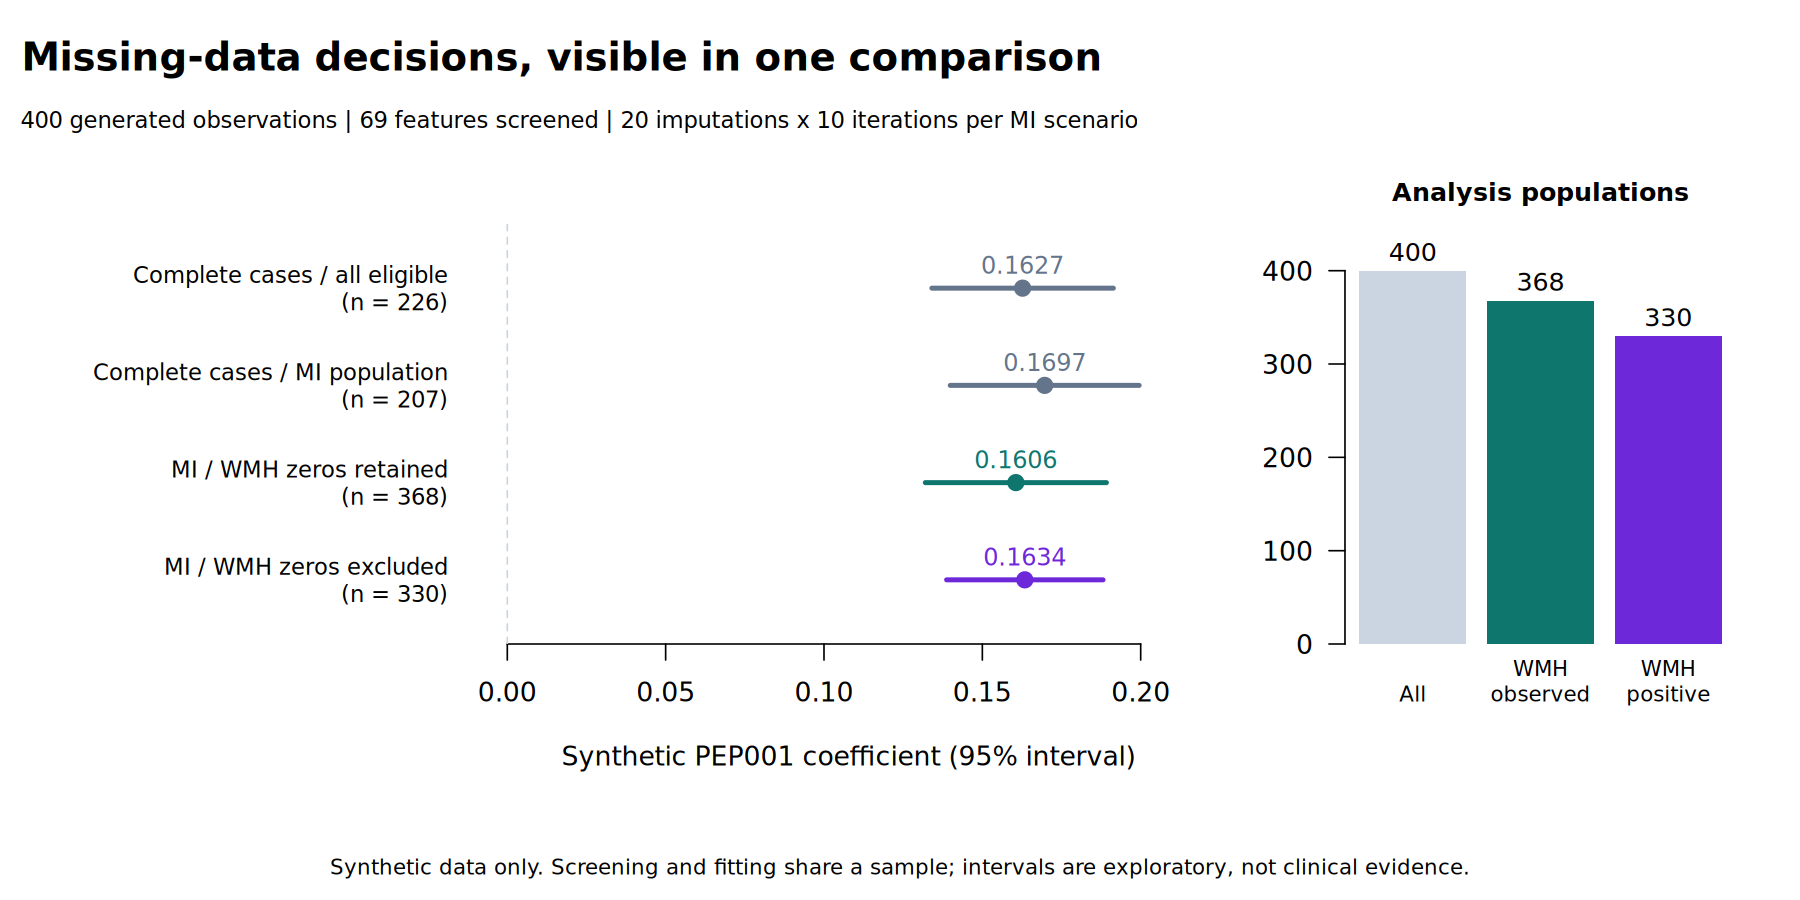 Missing-data decisions, visible in one comparison
400 generated observations | 69 features screened | 20 imputations x 10 iterations per MI scenario
Complete cases / all eligible
(n = 226)
0.1627
Complete cases / MI population
(n = 207)
0.1697
MI / WMH zeros retained
(n = 368)
0.1606
MI / WMH zeros excluded
(n = 330)
0.1634
0.00 0.05 0.10 0.15 0.20
Synthetic PEP001 coefficient (95% interval)
Analysis populations
400
300
200
100
0
400
368
330
All
WMH
observed
WMH
positive
Synthetic data only. Screening and fitting share a sample; intervals are exploratory, not clinical evidence.